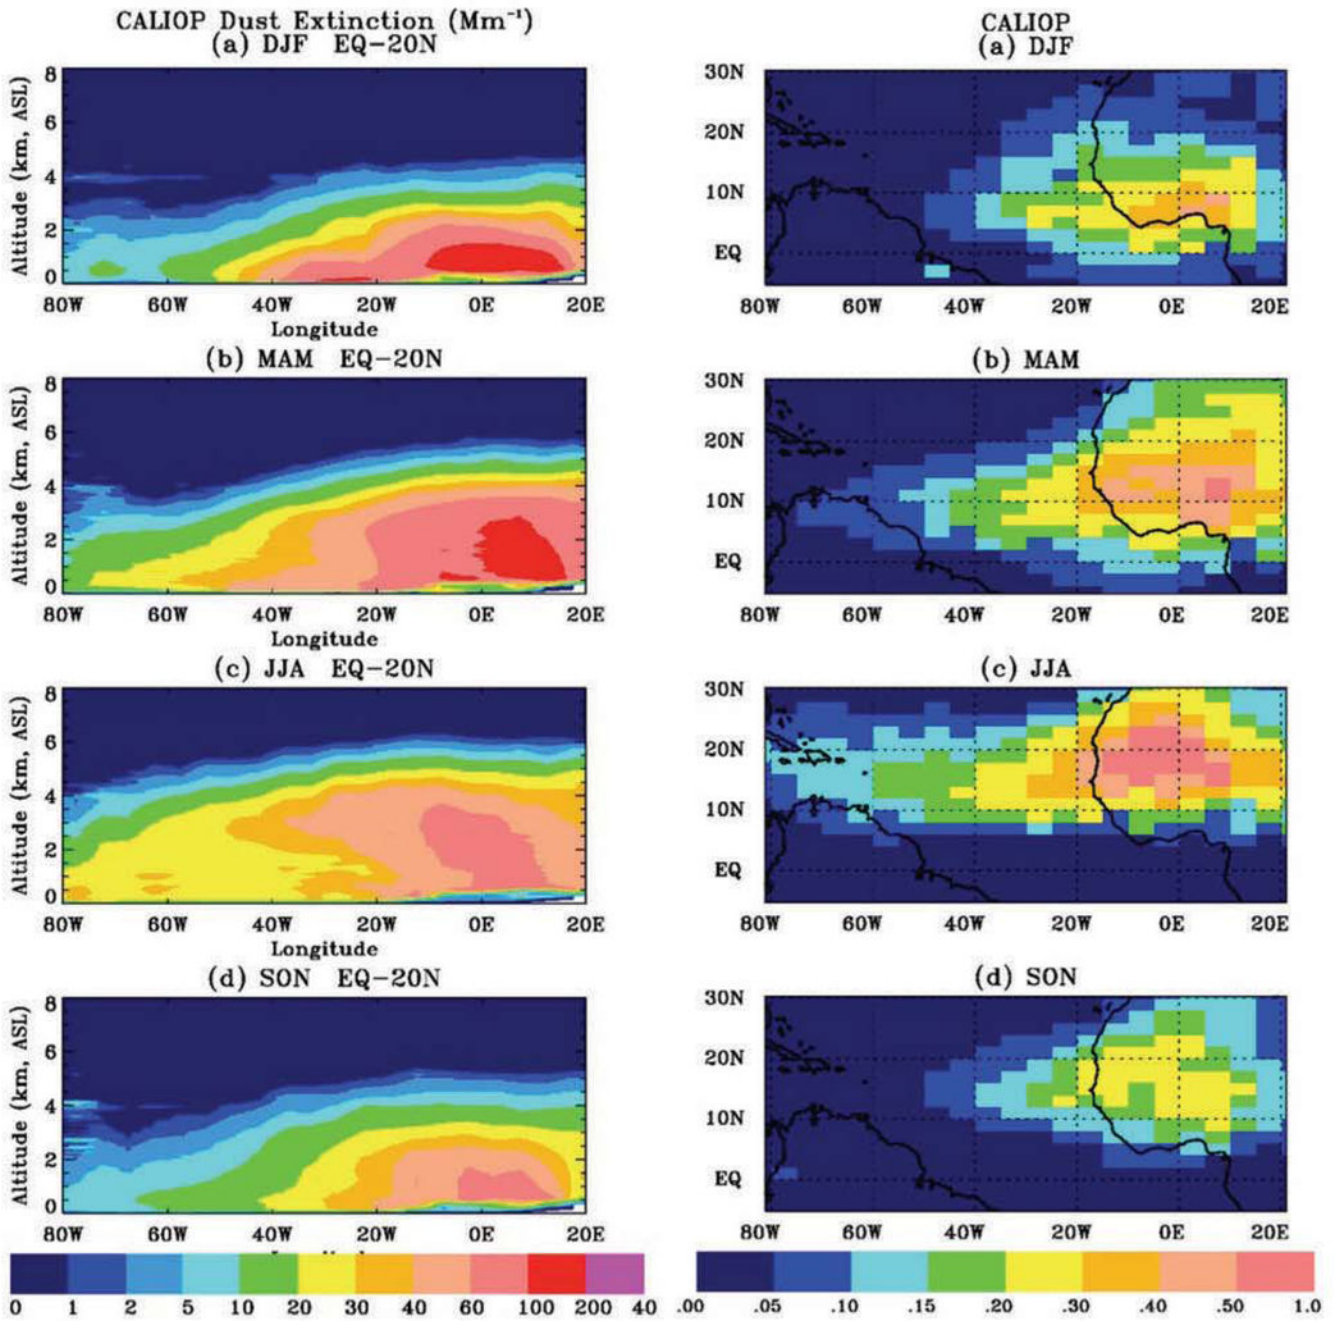 CALIOP Dust Extinction (Mm⁻¹)
(a) DJF EQ−20N
8
6
4
2
0
Altitude (km, ASL)
80W 60W 40W 20W 0E 20E
Longitude
(b) MAM EQ−20N
8
6
4
2
0
Altitude (km, ASL)
80W 60W 40W 20W 0E 20E
Longitude
(c) JJA EQ−20N
8
6
4
2
0
Altitude (km, ASL)
80W 60W 40W 20W 0E 20E
Longitude
(d) SON EQ−20N
8
6
4
2
0
Altitude (km, ASL)
80W 60W 40W 20W 0E 20E
0 1 2 5 10 20 30 40 60 100 200 40
CALIOP
(a) DJF
30N
20N
10N
EQ
80W 60W 40W 20W 0E 20E
(b) MAM
30N
20N
10N
EQ
80W 60W 40W 20W 0E 20E
(c) JJA
30N
20N
10N
EQ
80W 60W 40W 20W 0E 20E
(d) SON
30N
20N
10N
EQ
80W 60W 40W 20W 0E 20E
.00 .05 .10 .15 .20 .30 .40 .50 1.0